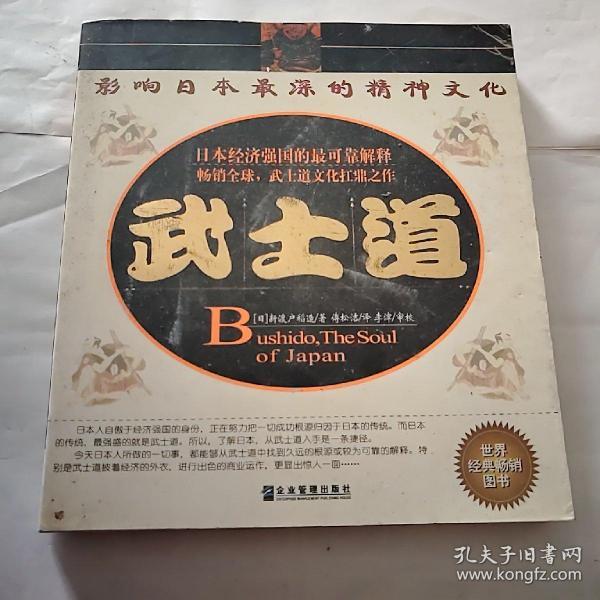 影响日本最深的精神文化
日本经济强国的最可靠解释
畅销全球，武士道文化扛鼎之作
武士道
[日]新渡户稻造/著 傅松洁/译 李津/审校
Bushido, The Soul
of Japan
日本人自傲于经济强国的身份，正在努力把一切成功根源归因于日本的传统。而日本
的传统，最强盛的就是武士道。所以，了解日本，从武士道入手是一条捷径。
今天日本人所做的一切事，都能够从武士道中找到久远的根源或较为可靠的解释。特
别是武士道披着经济的外衣，进行出色的商业运作，更显出惊人一面……
世界
经典畅销
图书
企业管理出版社
ENTERPRISE MANAGEMENT PUBLISHING HOUSE
孔夫子旧书网
www.kongfz.com